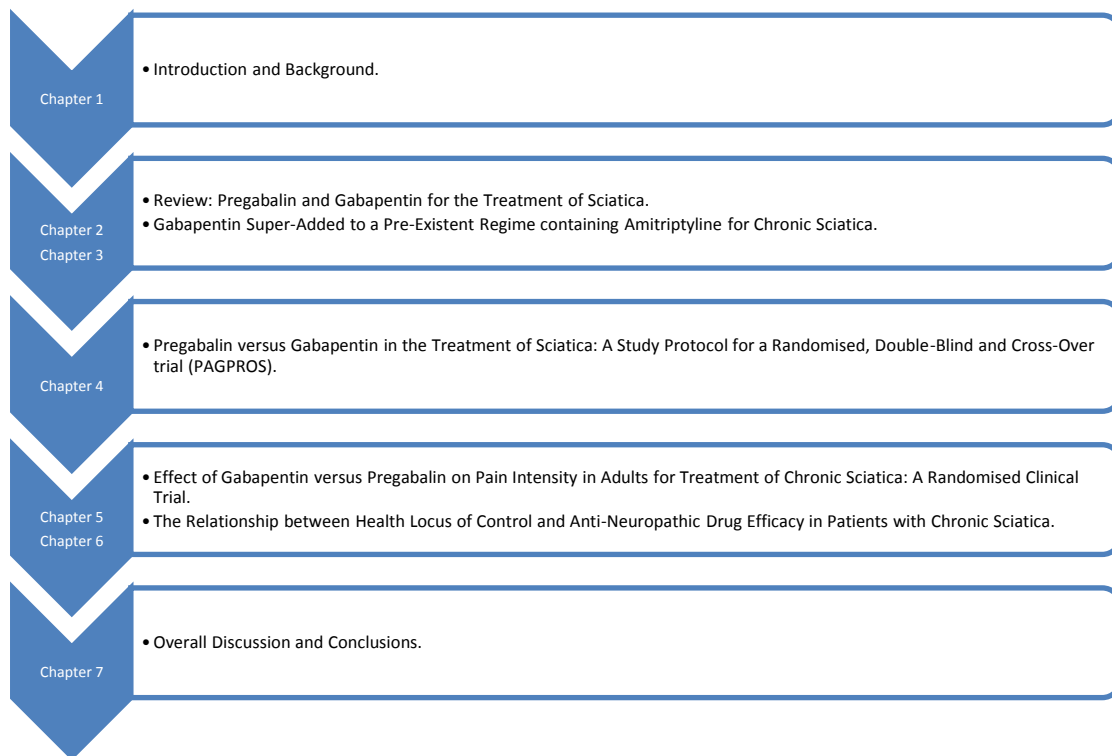 Chapter 1
• Introduction and Background.
Chapter 2
Chapter 3
• Review: Pregabalin and Gabapentin for the Treatment of Sciatica.
• Gabapentin Super-Added to a Pre-Existent Regime containing Amitriptyline for Chronic Sciatica.
Chapter 4
• Pregabalin versus Gabapentin in the Treatment of Sciatica: A Study Protocol for a Randomised, Double-Blind and Cross-Over
trial (PAGPROS).
Chapter 5
Chapter 6
• Effect of Gabapentin versus Pregabalin on Pain Intensity in Adults for Treatment of Chronic Sciatica: A Randomised Clinical
Trial.
• The Relationship between Health Locus of Control and Anti-Neuropathic Drug Efficacy in Patients with Chronic Sciatica.
Chapter 7
• Overall Discussion and Conclusions.